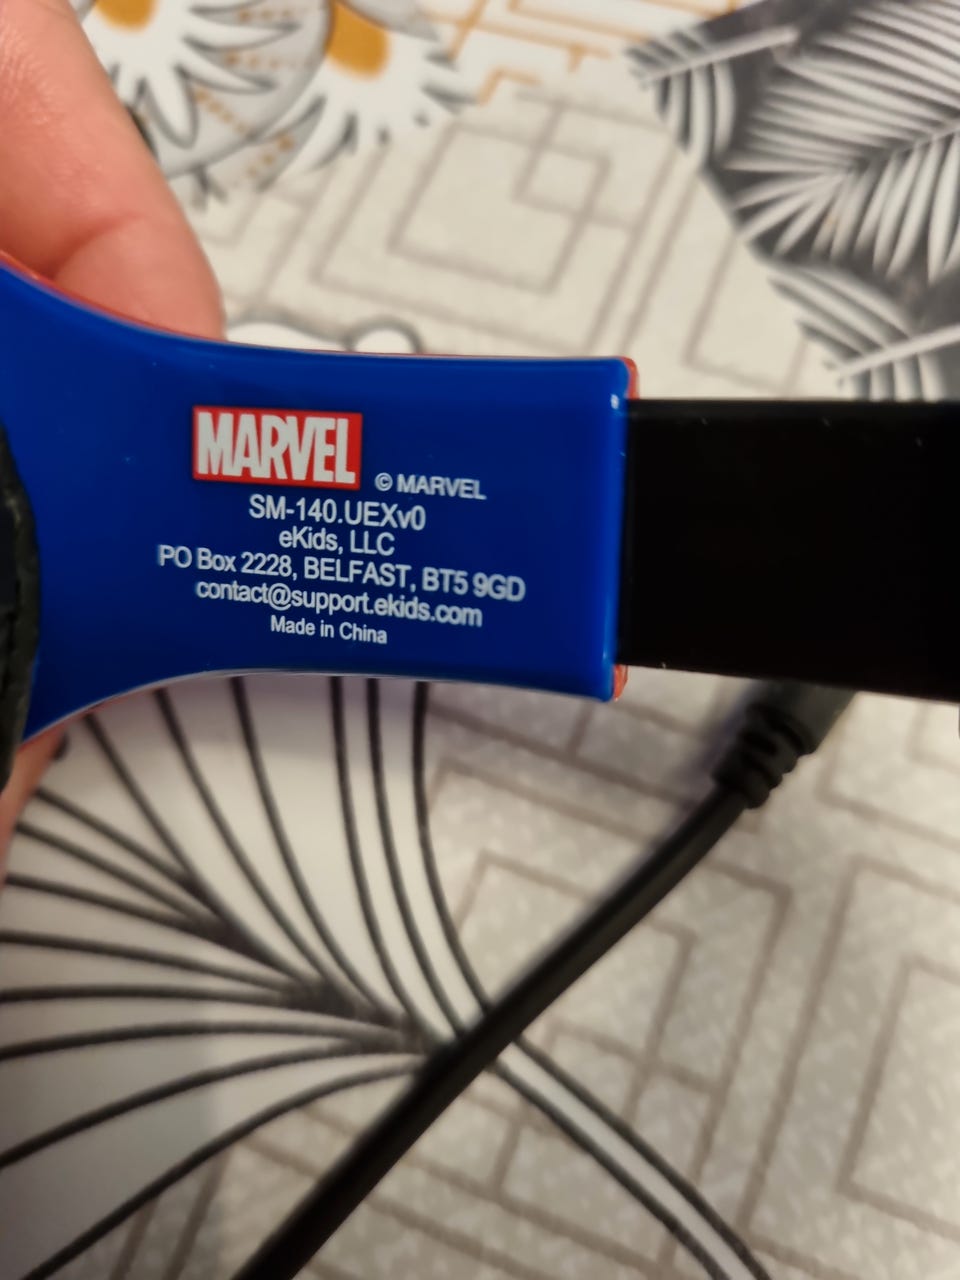 MARVEL
© MARVEL
SM-140.UEXv0
eKids, LLC
PO Box 2228, BELFAST, BT5 9GD
contact@support.ekids.com
Made in China